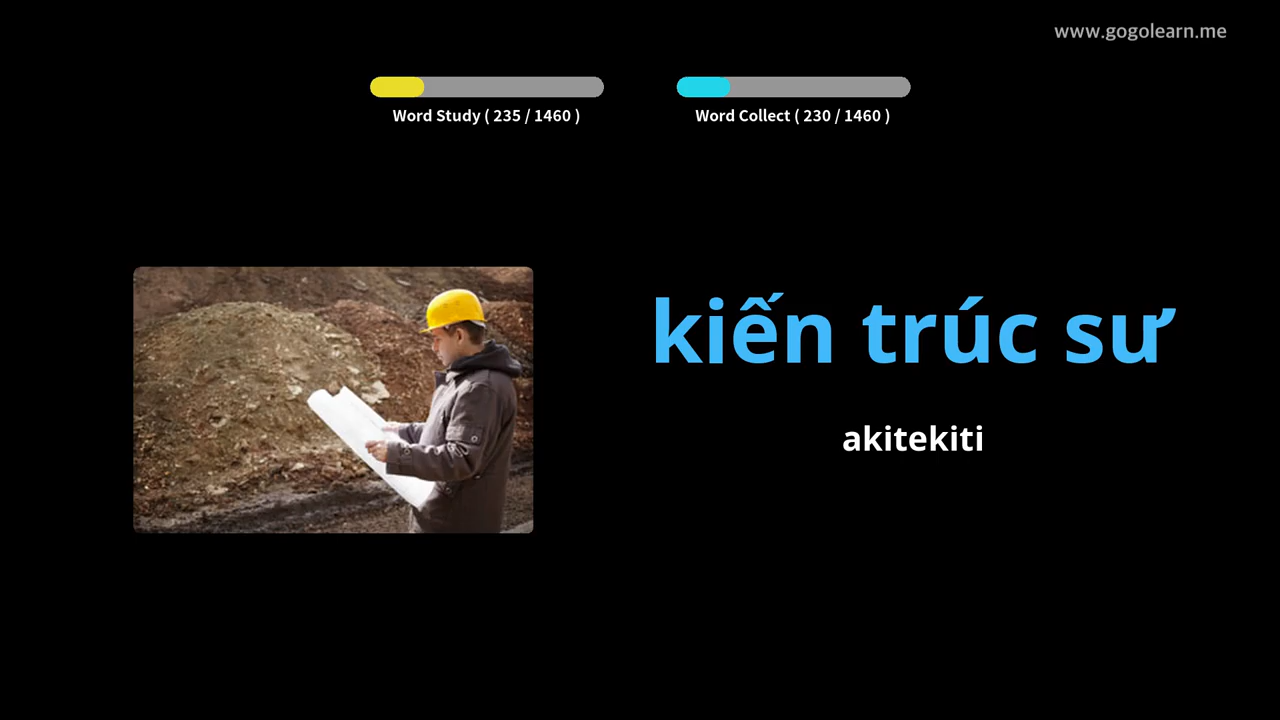 www.gogolearn.me
Word Study ( 235 / 1460 )
Word Collect ( 230 / 1460 )
kiến trúc sư
akitekiti